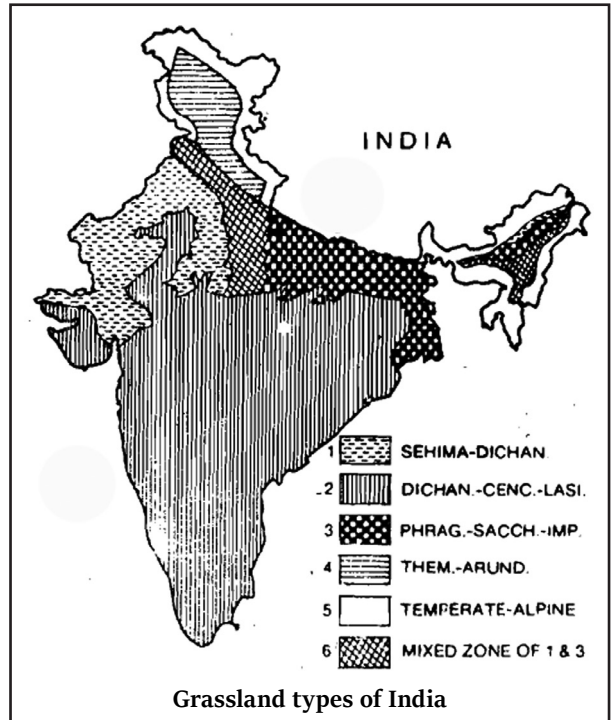 INDIA
1 SEHIMA-DICHAN.
2 DICHAN.-CENC.-LASI.
3 PHRAG.-SACCH.-IMP.
4 THEM.-ARUND.
5 TEMPERATE-ALPINE
6 MIXED ZONE OF 1 & 3
Grassland types of India